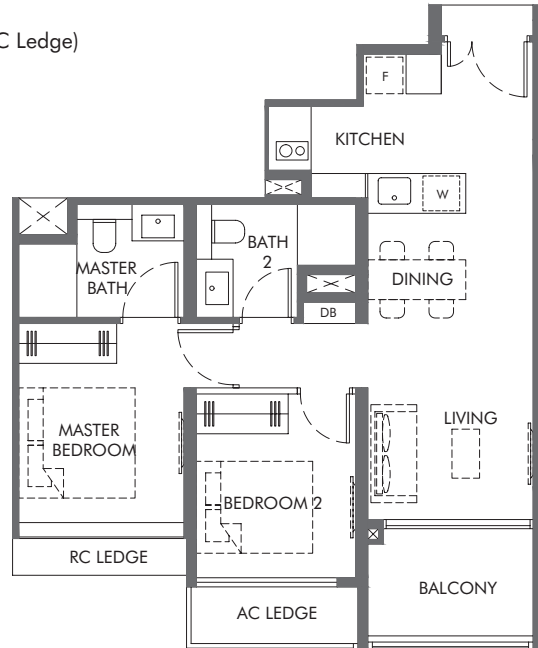 C Ledge)
F
KITCHEN
W
BATH
2
MASTER
BATH
DINING
DB
LIVING
MASTER
BEDROOM
BEDROOM 2
RC LEDGE
BALCONY
AC LEDGE